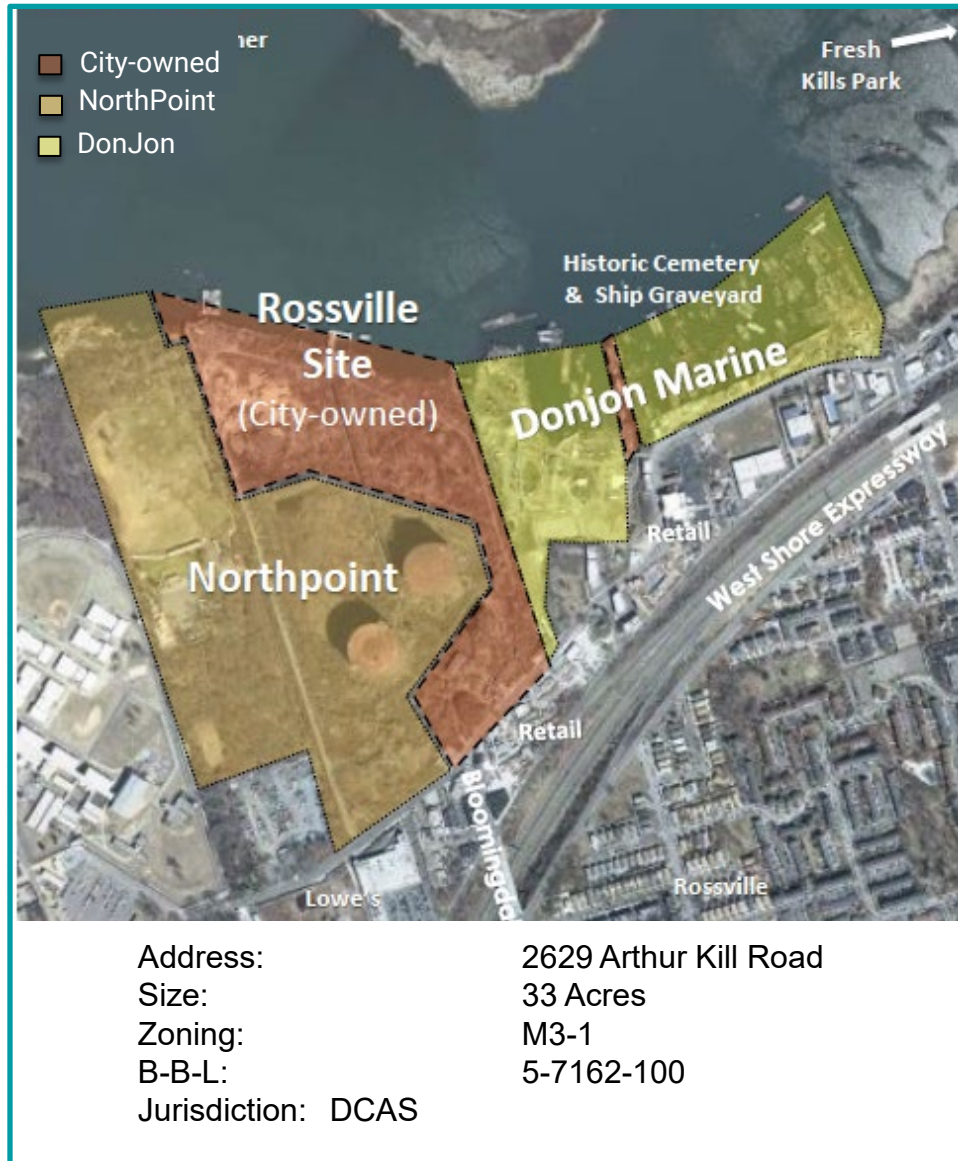 ner
City-owned
NorthPoint
DonJon
Fresh
Kills Park
Historic Cemetery
& Ship Graveyard
Rossville
Site
(City-owned)
Donjon Marine
Northpoint
Retail
West Shore Expressway
Retail
Bloomingdal
Lowe's
Rossville
Address: 2629 Arthur Kill Road
Size: 33 Acres
Zoning: M3-1
B-B-L: 5-7162-100
Jurisdiction: DCAS